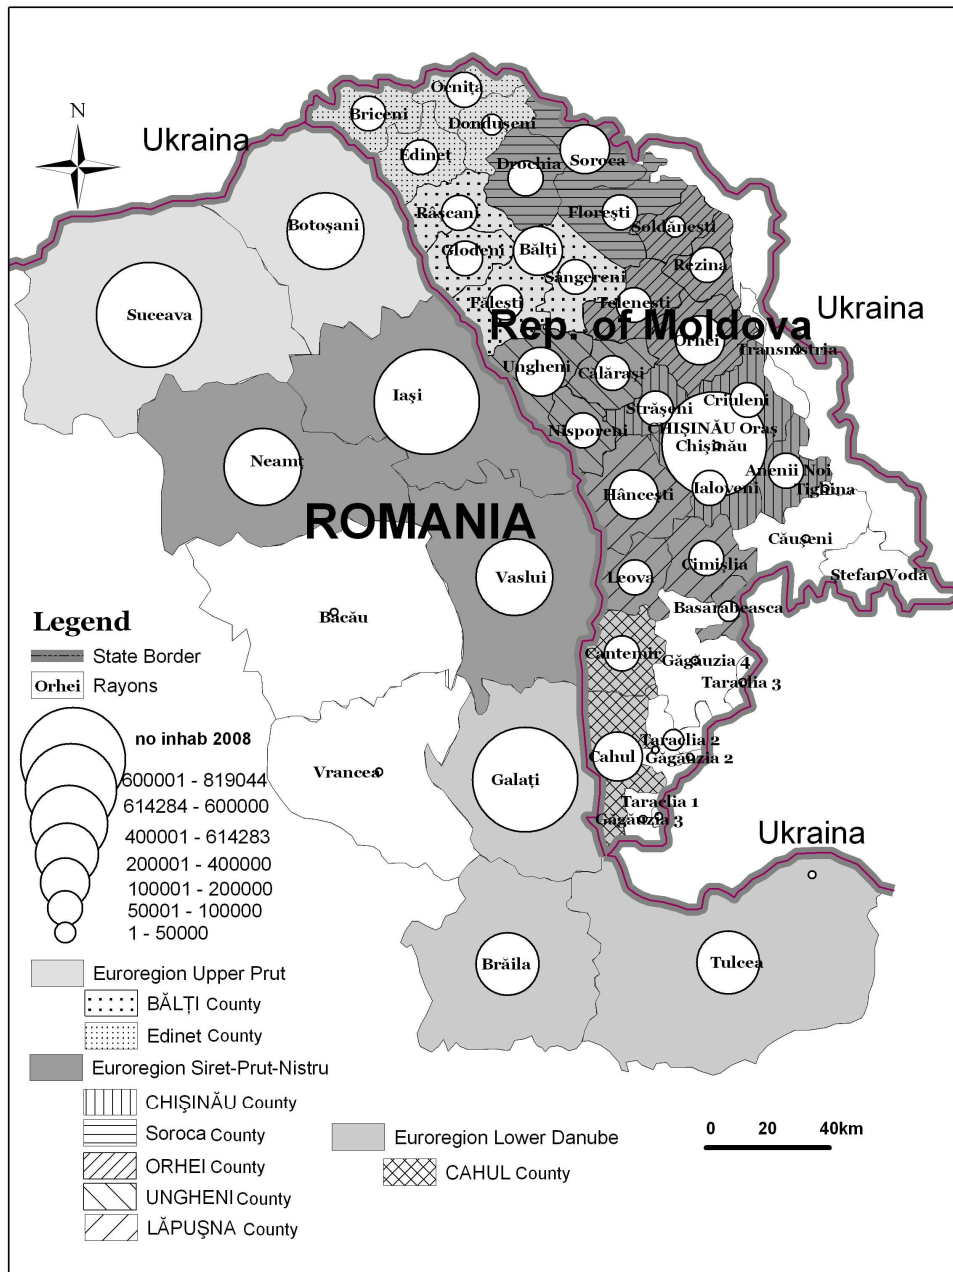 N
Ukraina
Ocnița
Briceni
Dondușeni
Edineț
Soroca
Drochia
Râșcani
Florești
Botoșani
Soldănești
Bălți
Glodeni
Rezina
Sângereni
Fălești
Telenești
Ukraina
Suceava
Rep. of Moldova
Orhei
Transnistria
Ungheni
Călărași
Iași
Criuleni
Strășeni
CHIȘINĂU Oraș
Nisporeni
Chișinău
Neamț
Anenii Noi
Ialoveni
Tighina
Hâncești
ROMANIA
Căușeni
Cimișlia
Stefan Vodă
Vaslui
Leova
Basarabeasca
Bacău
Cantemir
Găgăuzia 4
Taraclia 3
Taraclia 2
Cahul
Găgăuzia 2
Vrancea
Galați
Taraclia 1
Găgăuzia 3
Ukraina
Brăila
Tulcea
Legend
State Border
Orhei Rayons
no inhab 2008
600001 - 819044
614284 - 600000
400001 - 614283
200001 - 400000
100001 - 200000
50001 - 100000
1 - 50000
Euroregion Upper Prut
BĂLȚI County
Edinet County
Euroregion Siret-Prut-Nistru
CHIŞINĂU County
Soroca County
ORHEI County
UNGHENI County
LĂPUŞNA County
Euroregion Lower Danube
CAHUL County
0 20 40km